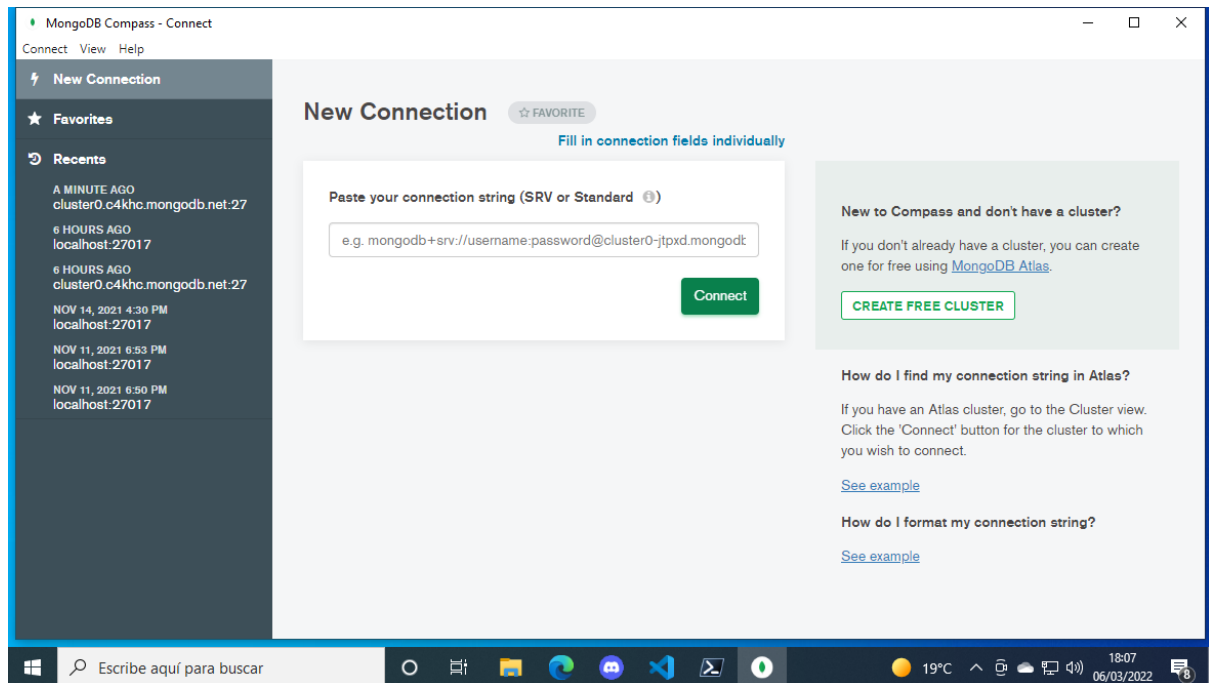 MongoDB Compass - Connect
Connect View Help
New Connection
Favorites
Recents
A MINUTE AGO
cluster0.c4khc.mongodb.net:27
6 HOURS AGO
localhost:27017
6 HOURS AGO
cluster0.c4khc.mongodb.net:27
NOV 14, 2021 4:30 PM
localhost:27017
NOV 11, 2021 6:53 PM
localhost:27017
NOV 11, 2021 6:50 PM
localhost:27017
New Connection
FAVORITE
Fill in connection fields individually
Paste your connection string (SRV or Standard )
e.g. mongodb+srv://username:password@cluster0-jtpxd.mongodb
Connect
New to Compass and don't have a cluster?
If you don't already have a cluster, you can create
one for free using MongoDB Atlas.
CREATE FREE CLUSTER
How do I find my connection string in Atlas?
If you have an Atlas cluster, go to the Cluster view.
Click the 'Connect' button for the cluster to which
you wish to connect.
See example
How do I format my connection string?
See example
Escribe aquí para buscar
19°C
18:07
06/03/2022
8